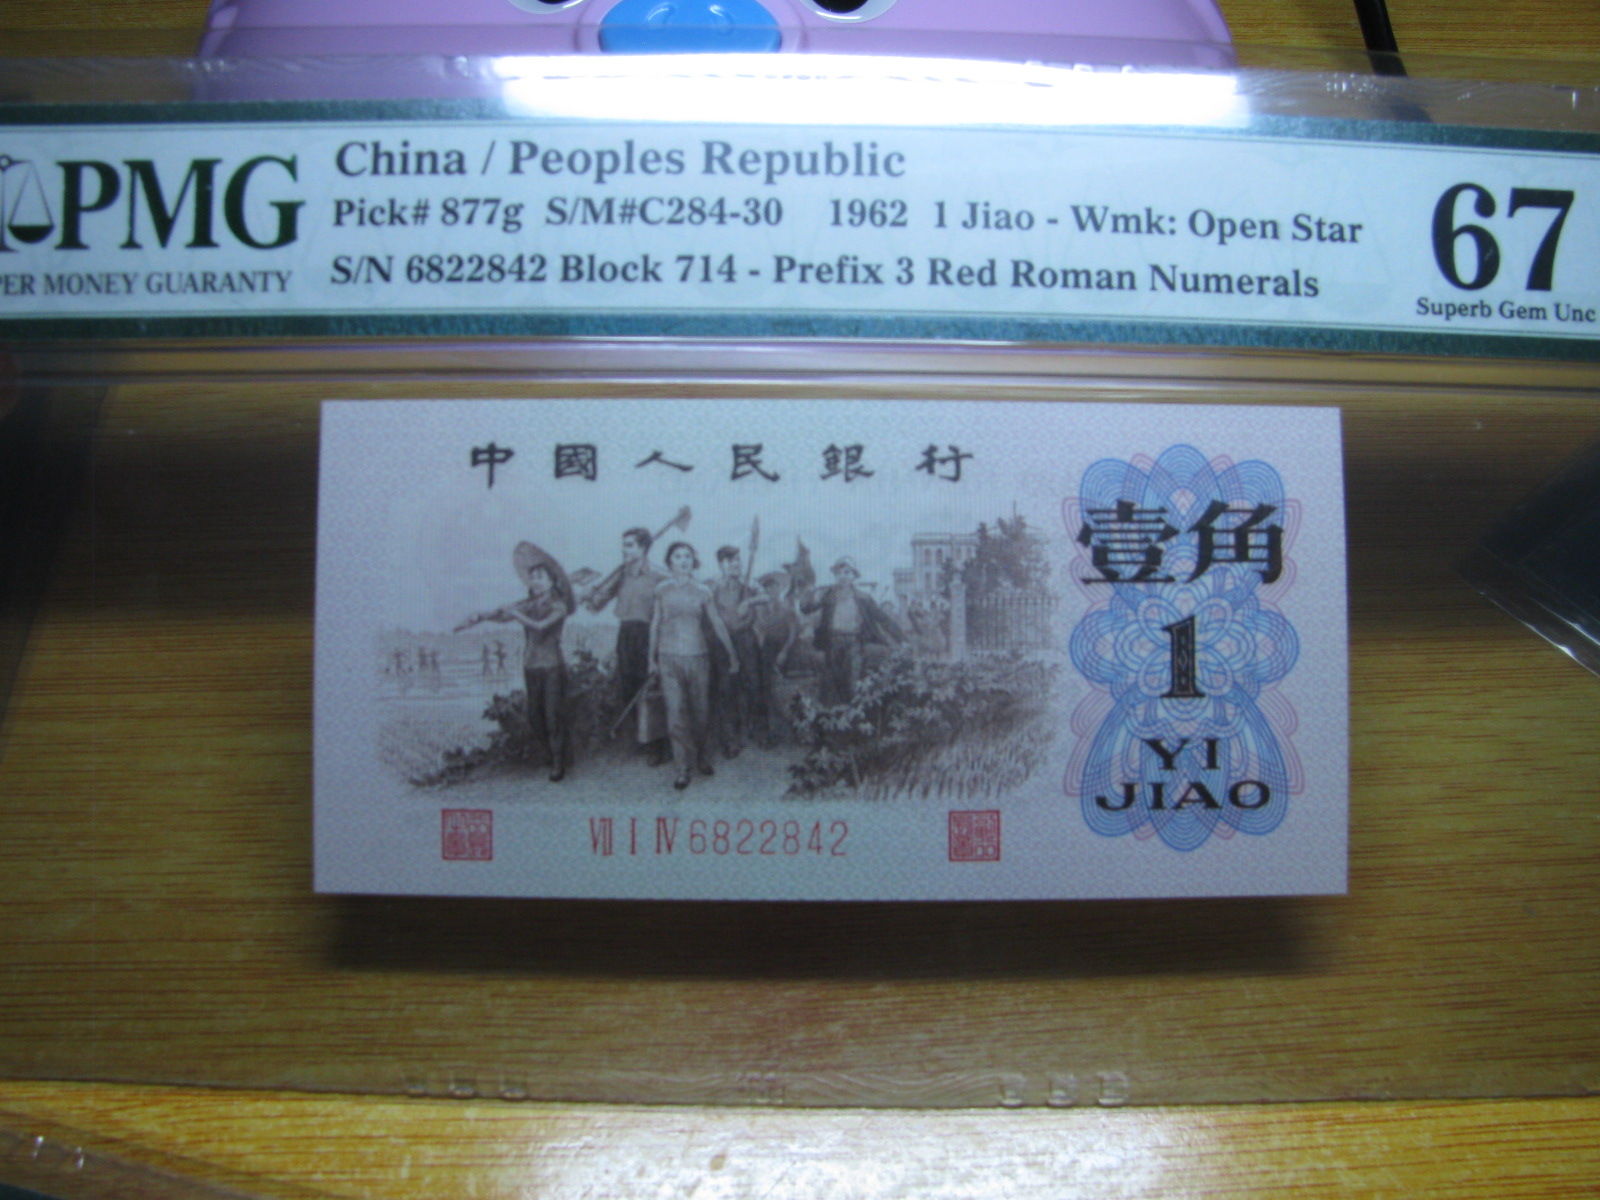 PMG
PER MONEY GUARANTY
China / Peoples Republic
Pick# 877g S/M#C284-30 1962 1 Jiao - Wmk: Open Star
S/N 6822842 Block 714 - Prefix 3 Red Roman Numerals
67
Superb Gem Unc
中國人民銀行
壹角
1
YI
JIAO
VII I IV 6822842